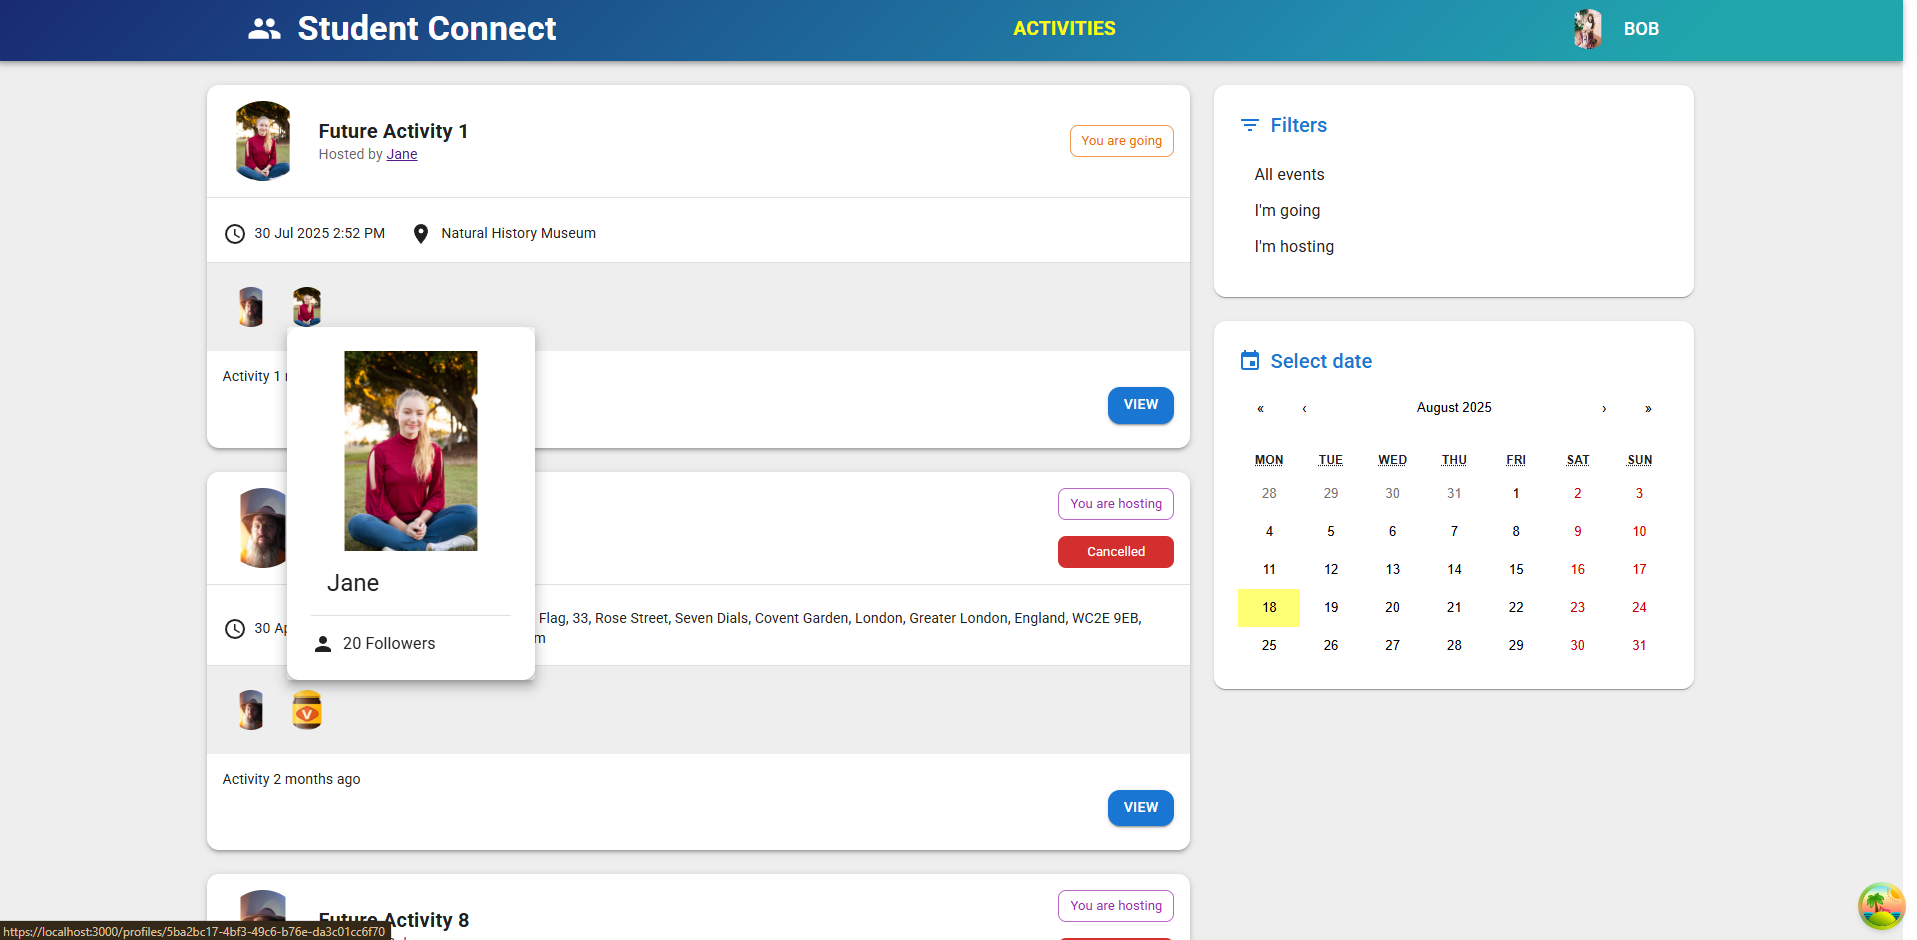 Student Connect
ACTIVITIES
BOB
Future Activity 1
Hosted by Jane
You are going
30 Jul 2025 2:52 PM
Natural History Museum
Activity 1
VIEW
Jane
20 Followers
You are hosting
Cancelled
Flag, 33, Rose Street, Seven Dials, Covent Garden, London, Greater London, England, WC2E 9EB,
Activity 2 months ago
VIEW
Future Activity 8
You are hosting
Filters
All events
I'm going
I'm hosting
Select date
« ‹ August 2025 › »
MON TUE WED THU FRI SAT SUN
28 29 30 31 1 2 3
4 5 6 7 8 9 10
11 12 13 14 15 16 17
18 19 20 21 22 23 24
25 26 27 28 29 30 31
https://localhost:3000/profiles/5ba2bc17-4bf3-49c6-b76e-da3c01cc6f70